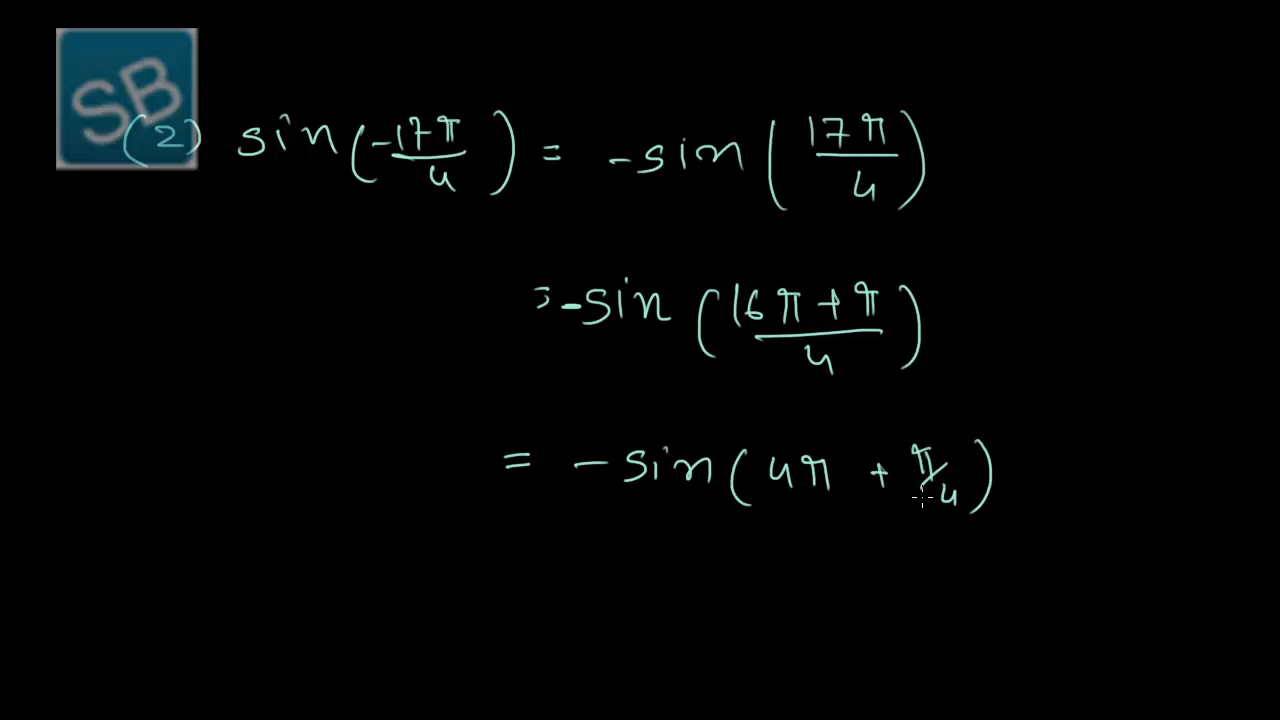 SB
(2) sin(-17π/4) = -sin(17π/4)
= -sin(16π+π/4)
= -sin(4π + π/4)